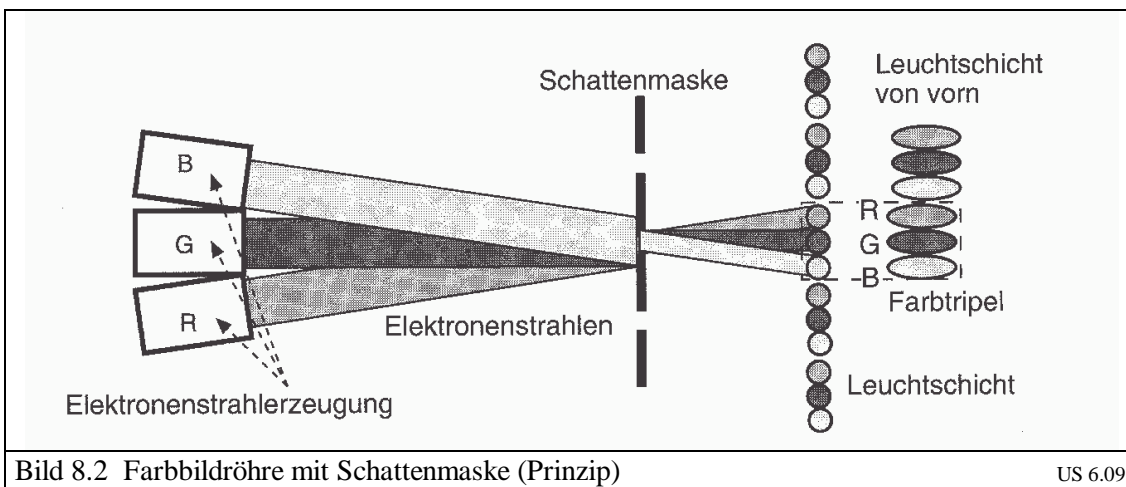 Schattenmaske
Leuchtschicht
von vorn
B
G
R
R
G
B
Farbtripel
Elektronenstrahlen
Elektronenstrahlerzeugung
Leuchtschicht
Bild 8.2 Farbbildröhre mit Schattenmaske (Prinzip)
US 6.09